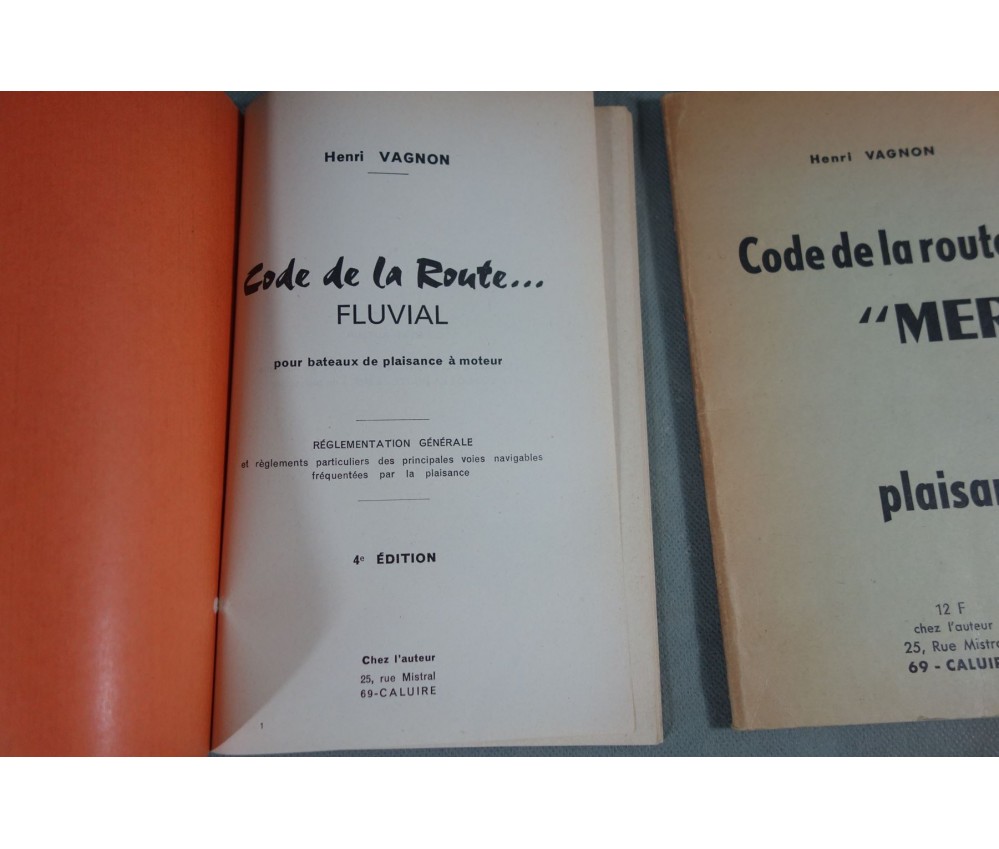 Henri VAGNON
Code de la Route...
FLUVIAL
pour bateaux de plaisance à moteur
RÉGLEMENTATION GÉNÉRALE
et règlements particuliers des principales voies navigables
fréquentées par la plaisance
4e ÉDITION
Chez l'auteur
25, rue Mistral
69-CALUIRE
1
Henri VAGNON
Code de la route
"MER
plaisan
12 F
chez l'auteur
25, Rue Mistr
69 - CALUIR